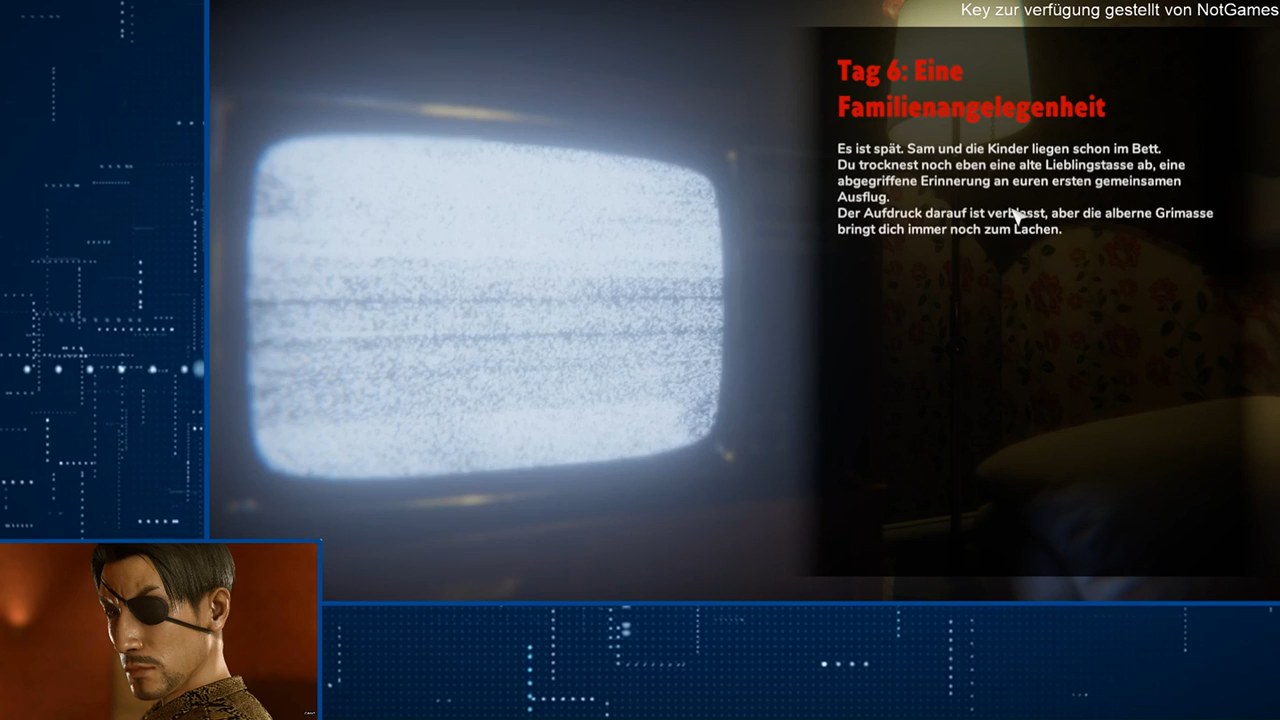 Key zur verfügung gestellt von NotGames
Tag 6: Eine
Familienangelegenheit
Es ist spät. Sam und die Kinder liegen schon im Bett.
Du trocknest noch eben eine alte Lieblingstasse ab, eine
abgegriffene Erinnerung an euren ersten gemeinsamen
Ausflug.
Der Aufdruck darauf ist verblasst, aber die alberne Grimasse
bringt dich immer noch zum Lachen.